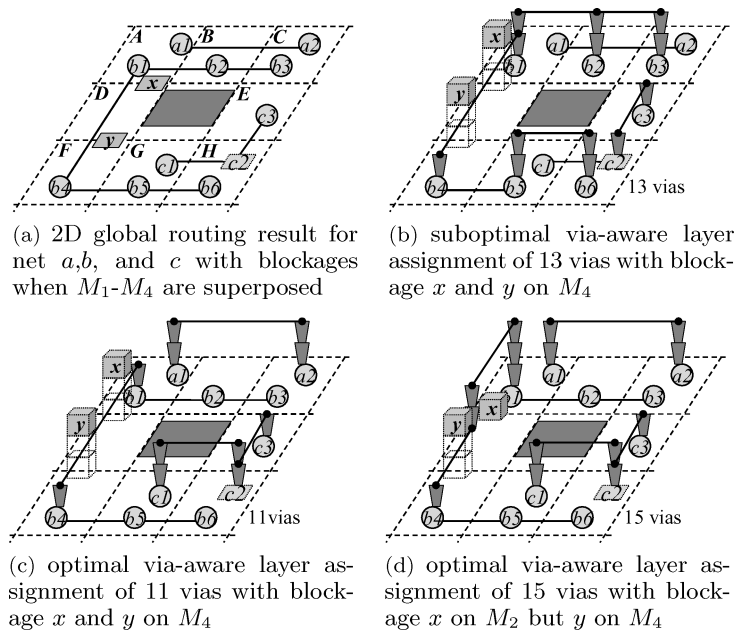 A B C
a1 a2
b1 b2 b3
x
D E
c3
y
F G H
c1 c2
b4 b5 b6
(a) 2D global routing result for
net a,b, and c with blockages
when M1-M4 are superposed
x
a1 a2
b1 b2 b3
y
c3
c1 c2
b4 b5 b6
13 vias
(b) suboptimal via-aware layer
assignment of 13 vias with block-
age x and y on M4
x
a1 a2
b1 b2 b3
y
c3
c1 c2
b4 b5 b6
11vias
(c) optimal via-aware layer as-
signment of 11 vias with block-
age x and y on M4
a1 a2
b1 b2 b3
x
y
c3
c1 c2
b4 b5 b6
15 vias
(d) optimal via-aware layer as-
signment of 15 vias with block-
age x on M2 but y on M4